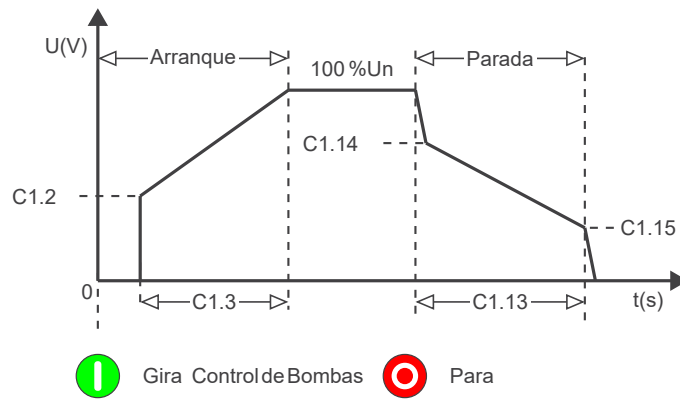 U(V)
Arranque
Parada
100 %Un
C1.14
C1.2
C1.15
0
C1.3
C1.13
t(s)
Gira Control de Bombas
Para